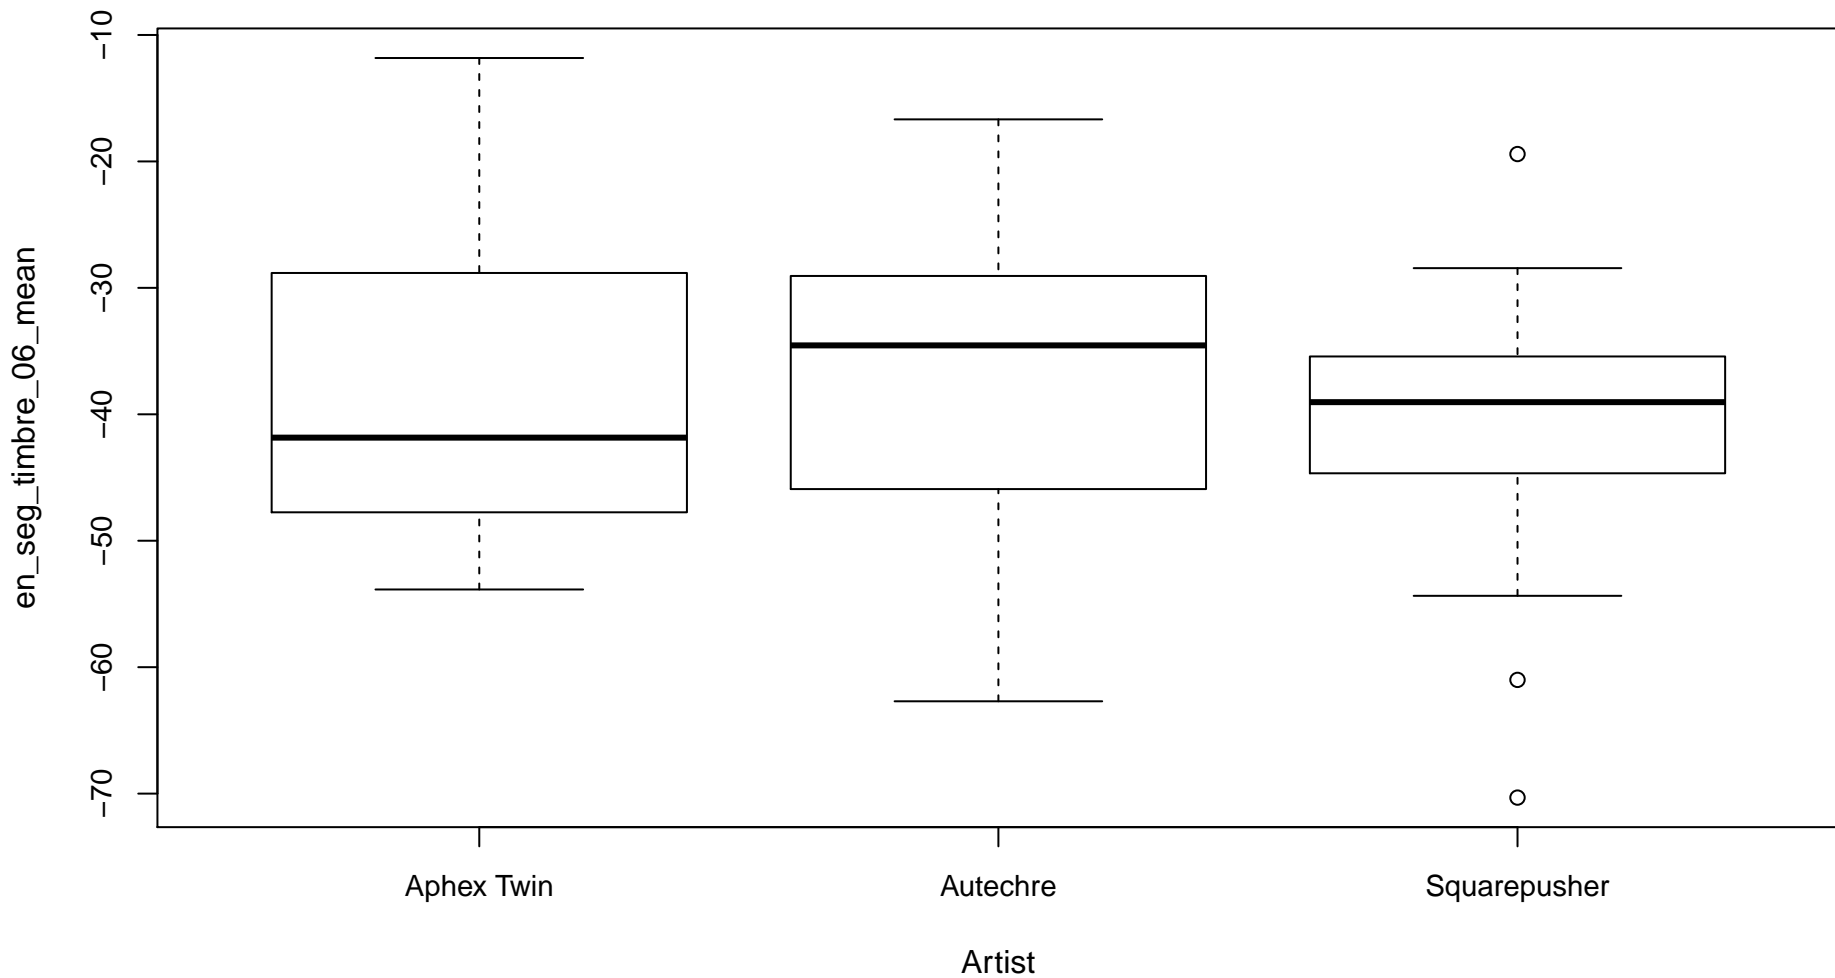 en_seg_timbre_06_mean
−10
−20
−30
−40
−50
−60
−70
Aphex Twin
Autechre
Squarepusher
Artist